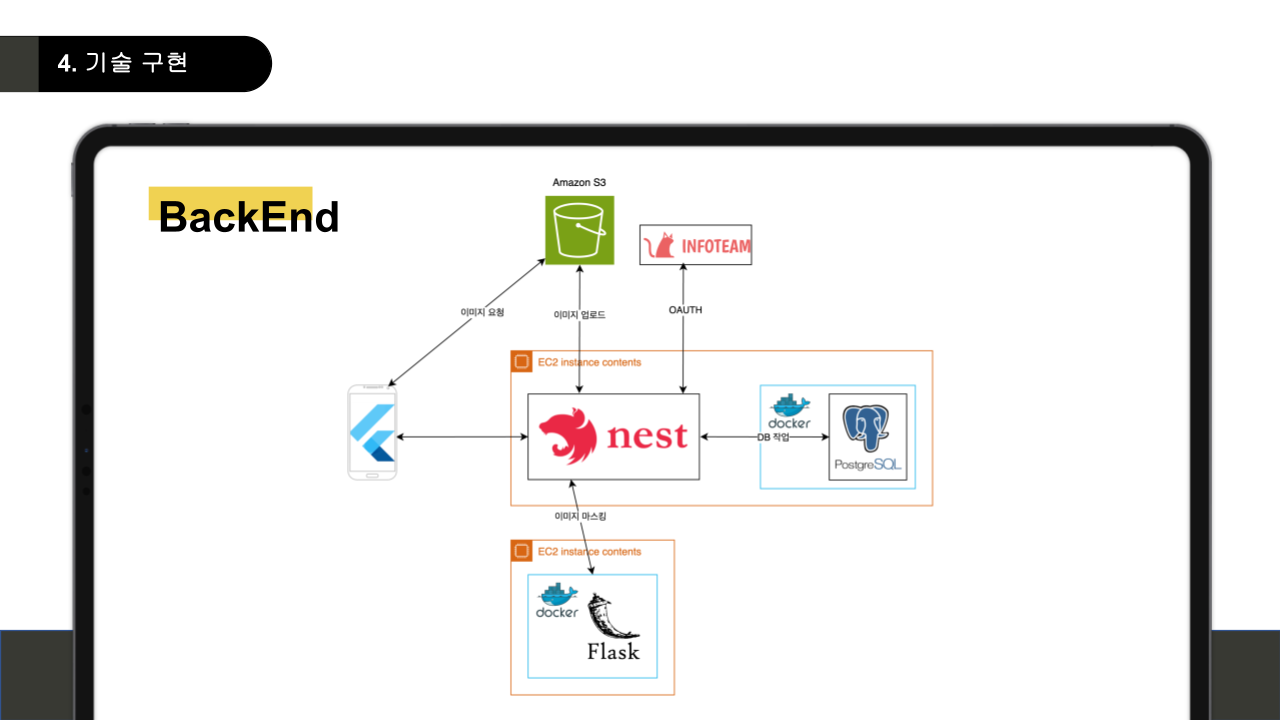 4. 기술 구현
BackEnd
Amazon S3
INFOTEAM
이미지 요청
이미지 업로드
OAUTH
EC2 instance contents
nest
docker
DB 작업
PostgreSQL
이미지 마스킹
EC2 instance contents
docker
Flask